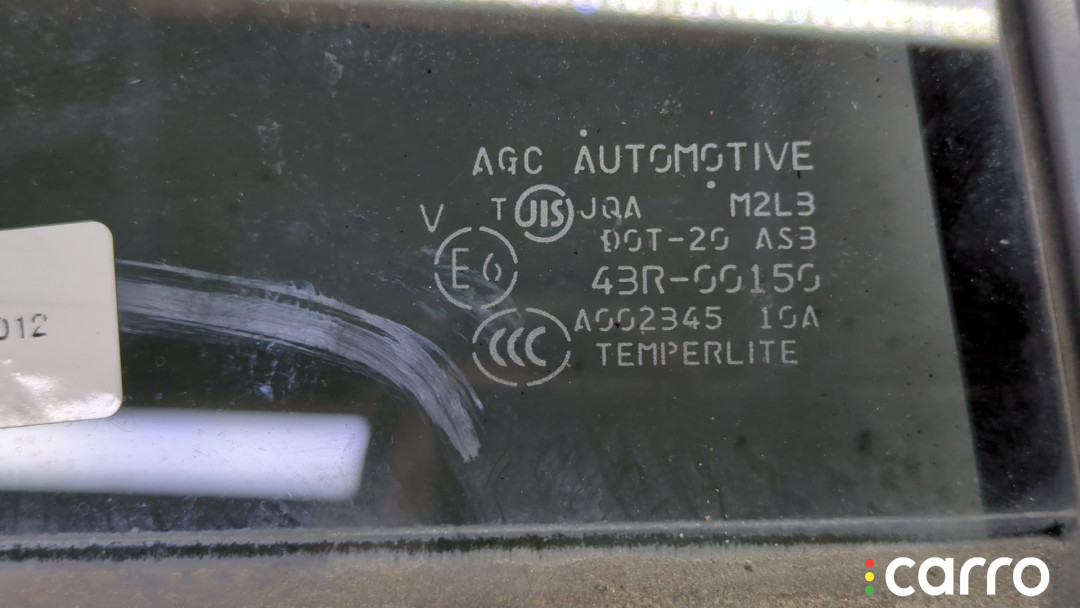 AGC AUTOMOTIVE
V T JIS JQA M2L3
DOT-20 AS3
E6 43R-00150
CCC A002345 10A
TEMPERLITE
012
carro